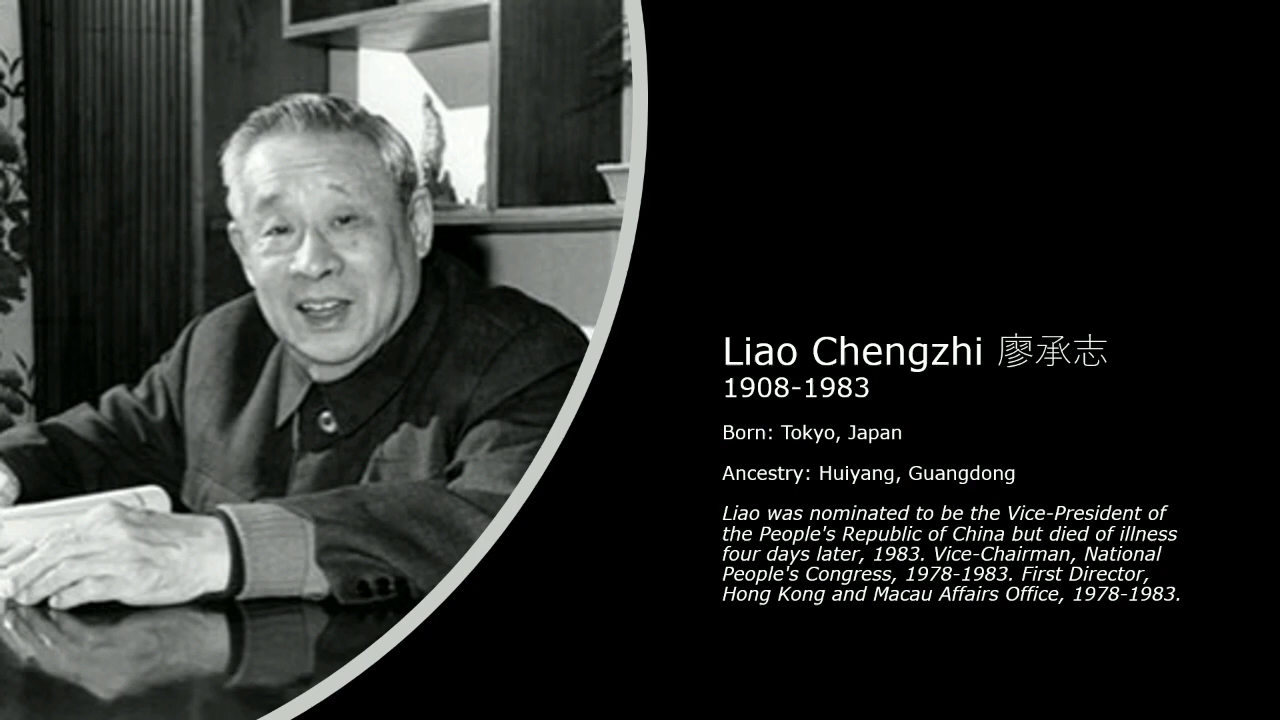 Liao Chengzhi 廖承志
1908-1983
Born: Tokyo, Japan
Ancestry: Huiyang, Guangdong
Liao was nominated to be the Vice-President of
the People's Republic of China but died of illness
four days later, 1983. Vice-Chairman, National
People's Congress, 1978-1983. First Director,
Hong Kong and Macau Affairs Office, 1978-1983.